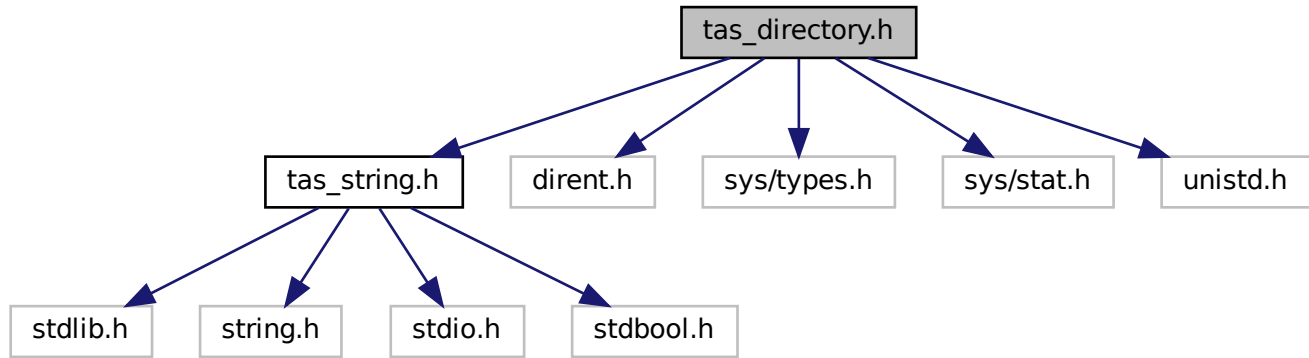 tas_directory.h
tas_string.h
dirent.h
sys/types.h
sys/stat.h
unistd.h
stdlib.h
string.h
stdio.h
stdbool.h